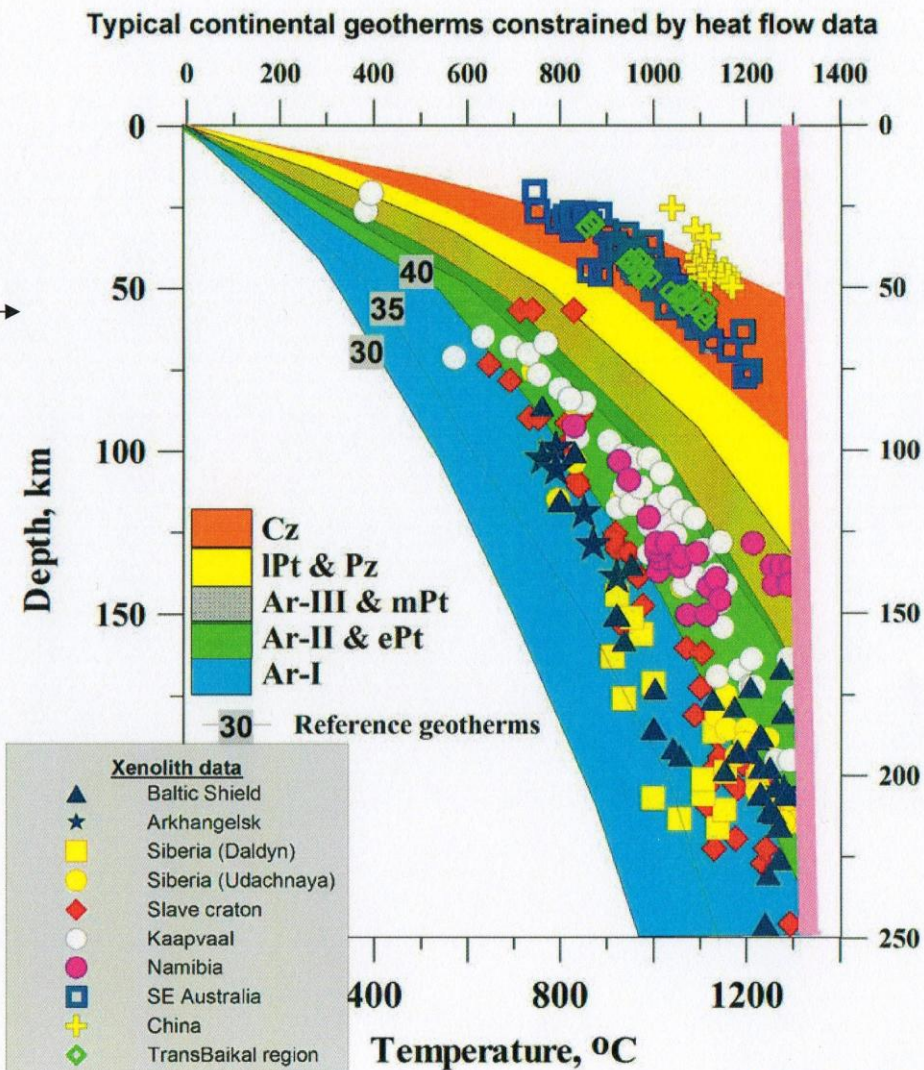 Typical continental geotherms constrained by heat flow data
0 200 400 600 800 1000 1200 1400
0 0
50 50
100 100
150 150
200
250
Depth, km
40
35
30
Cz
lPt & Pz
Ar-III & mPt
Ar-II & ePt
Ar-I
30 Reference geotherms
Xenolith data
Baltic Shield
Arkhangelsk
Siberia (Daldyn)
Siberia (Udachnaya)
Slave craton
Kaapvaal
Namibia
SE Australia
China
TransBaikal region
400 800 1200
Temperature, ºC